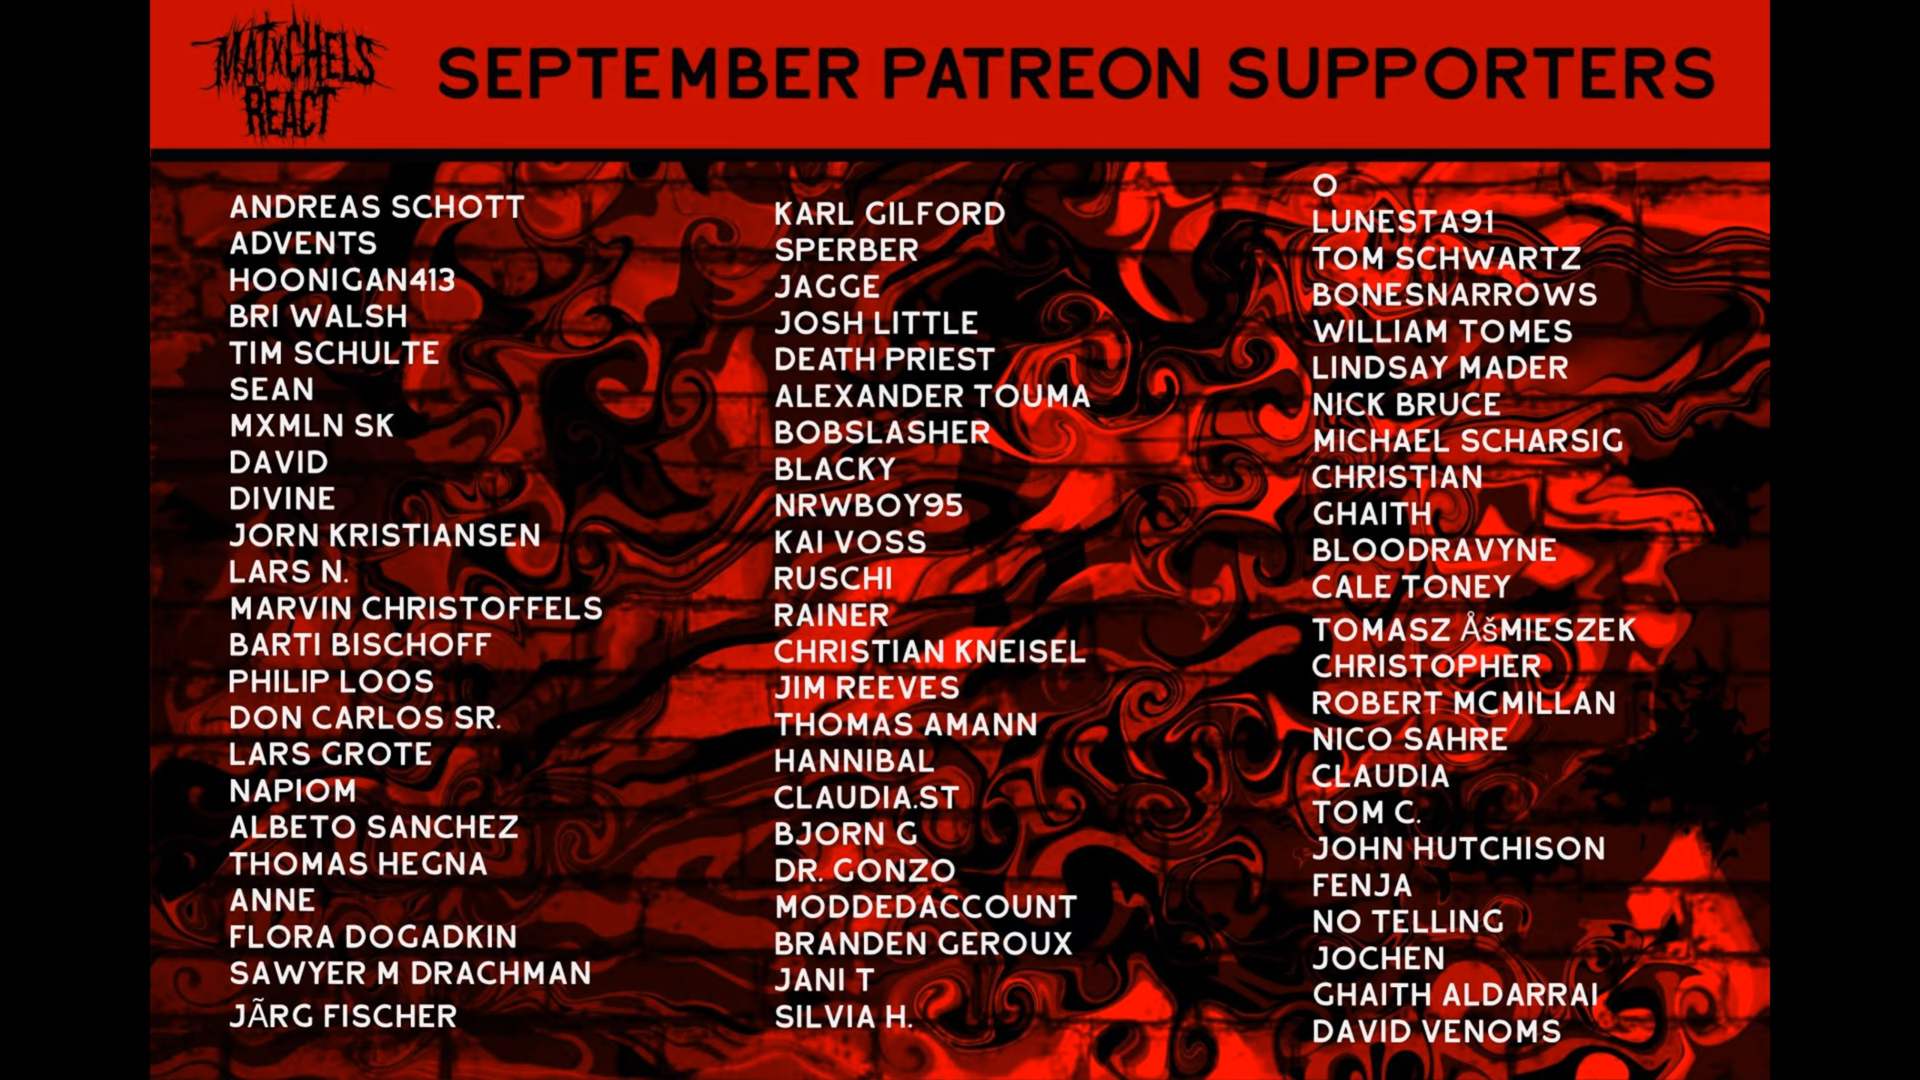 MATXCHELS
REACT
SEPTEMBER PATREON SUPPORTERS
ANDREAS SCHOTT
ADVENTS
HOONIGAN413
BRI WALSH
TIM SCHULTE
SEAN
MXMLN SK
DAVID
DIVINE
JORN KRISTIANSEN
LARS N.
MARVIN CHRISTOFFELS
BARTI BISCHOFF
PHILIP LOOS
DON CARLOS SR.
LARS GROTE
NAPIOM
ALBETO SANCHEZ
THOMAS HEGNA
ANNE
FLORA DOGADKIN
SAWYER M DRACHMAN
JÃRG FISCHER
KARL GILFORD
SPERBER
JAGGE
JOSH LITTLE
DEATH PRIEST
ALEXANDER TOUMA
BOBSLASHER
BLACKY
NRWBOY95
KAI VOSS
RUSCHI
RAINER
CHRISTIAN KNEISEL
JIM REEVES
THOMAS AMANN
HANNIBAL
CLAUDIA.ST
BJORN G
DR. GONZO
MODDEDACCOUNT
BRANDEN GEROUX
JANI T
SILVIA H.
O
LUNESTA91
TOM SCHWARTZ
BONESNARROWS
WILLIAM TOMES
LINDSAY MADER
NICK BRUCE
MICHAEL SCHARSIG
CHRISTIAN
GHAITH
BLOODRAVYNE
CALE TONEY
TOMASZ ÅšMIESZEK
CHRISTOPHER
ROBERT MCMILLAN
NICO SAHRE
CLAUDIA
TOM C.
JOHN HUTCHISON
FENJA
NO TELLING
JOCHEN
GHAITH ALDARRAI
DAVID VENOMS